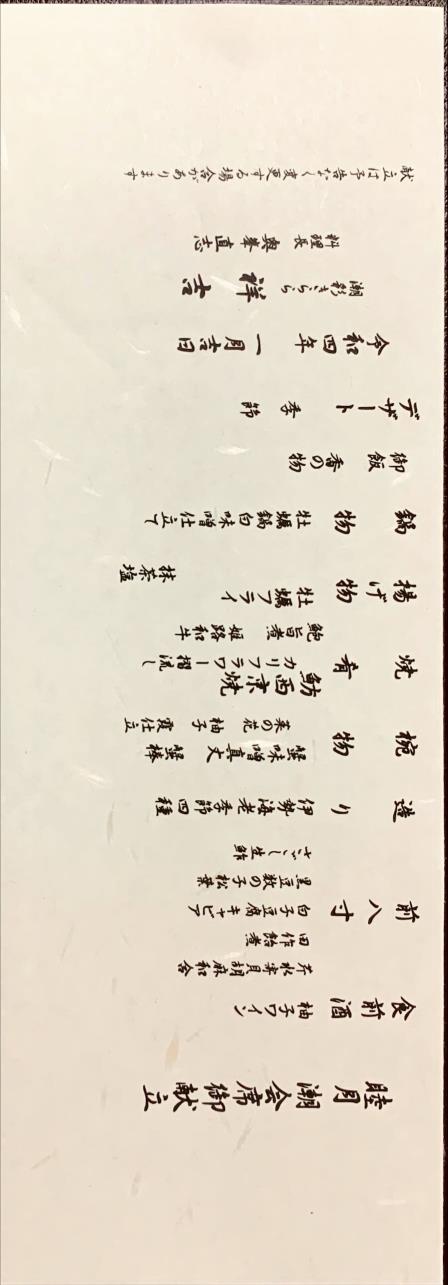 睦月 潮会席御献立
食前酒 柚子ワイン
芹水雲貝胡麻和会
田作飴煮
前八寸 白子豆腐キャビア
黒豆数の子松葉
さごし生鮓
造り 伊勢海老季節四種
椀物 蟹味噌真丈 蟹棒
菜の花 柚子 霞仕立
焼肴 魴西京焼
カリフラワー摺流し
鮑旨煮 姫路和牛
揚げ物 牡蠣フライ
抹茶塩
鍋物 牡蠣鍋白味噌仕立て
御飯 香の物
デザート 季節
令和四年 一月吉日
潮彩きらら 祥吉
料理長 奥峯 直志
献立は予告なく変更する場合があります